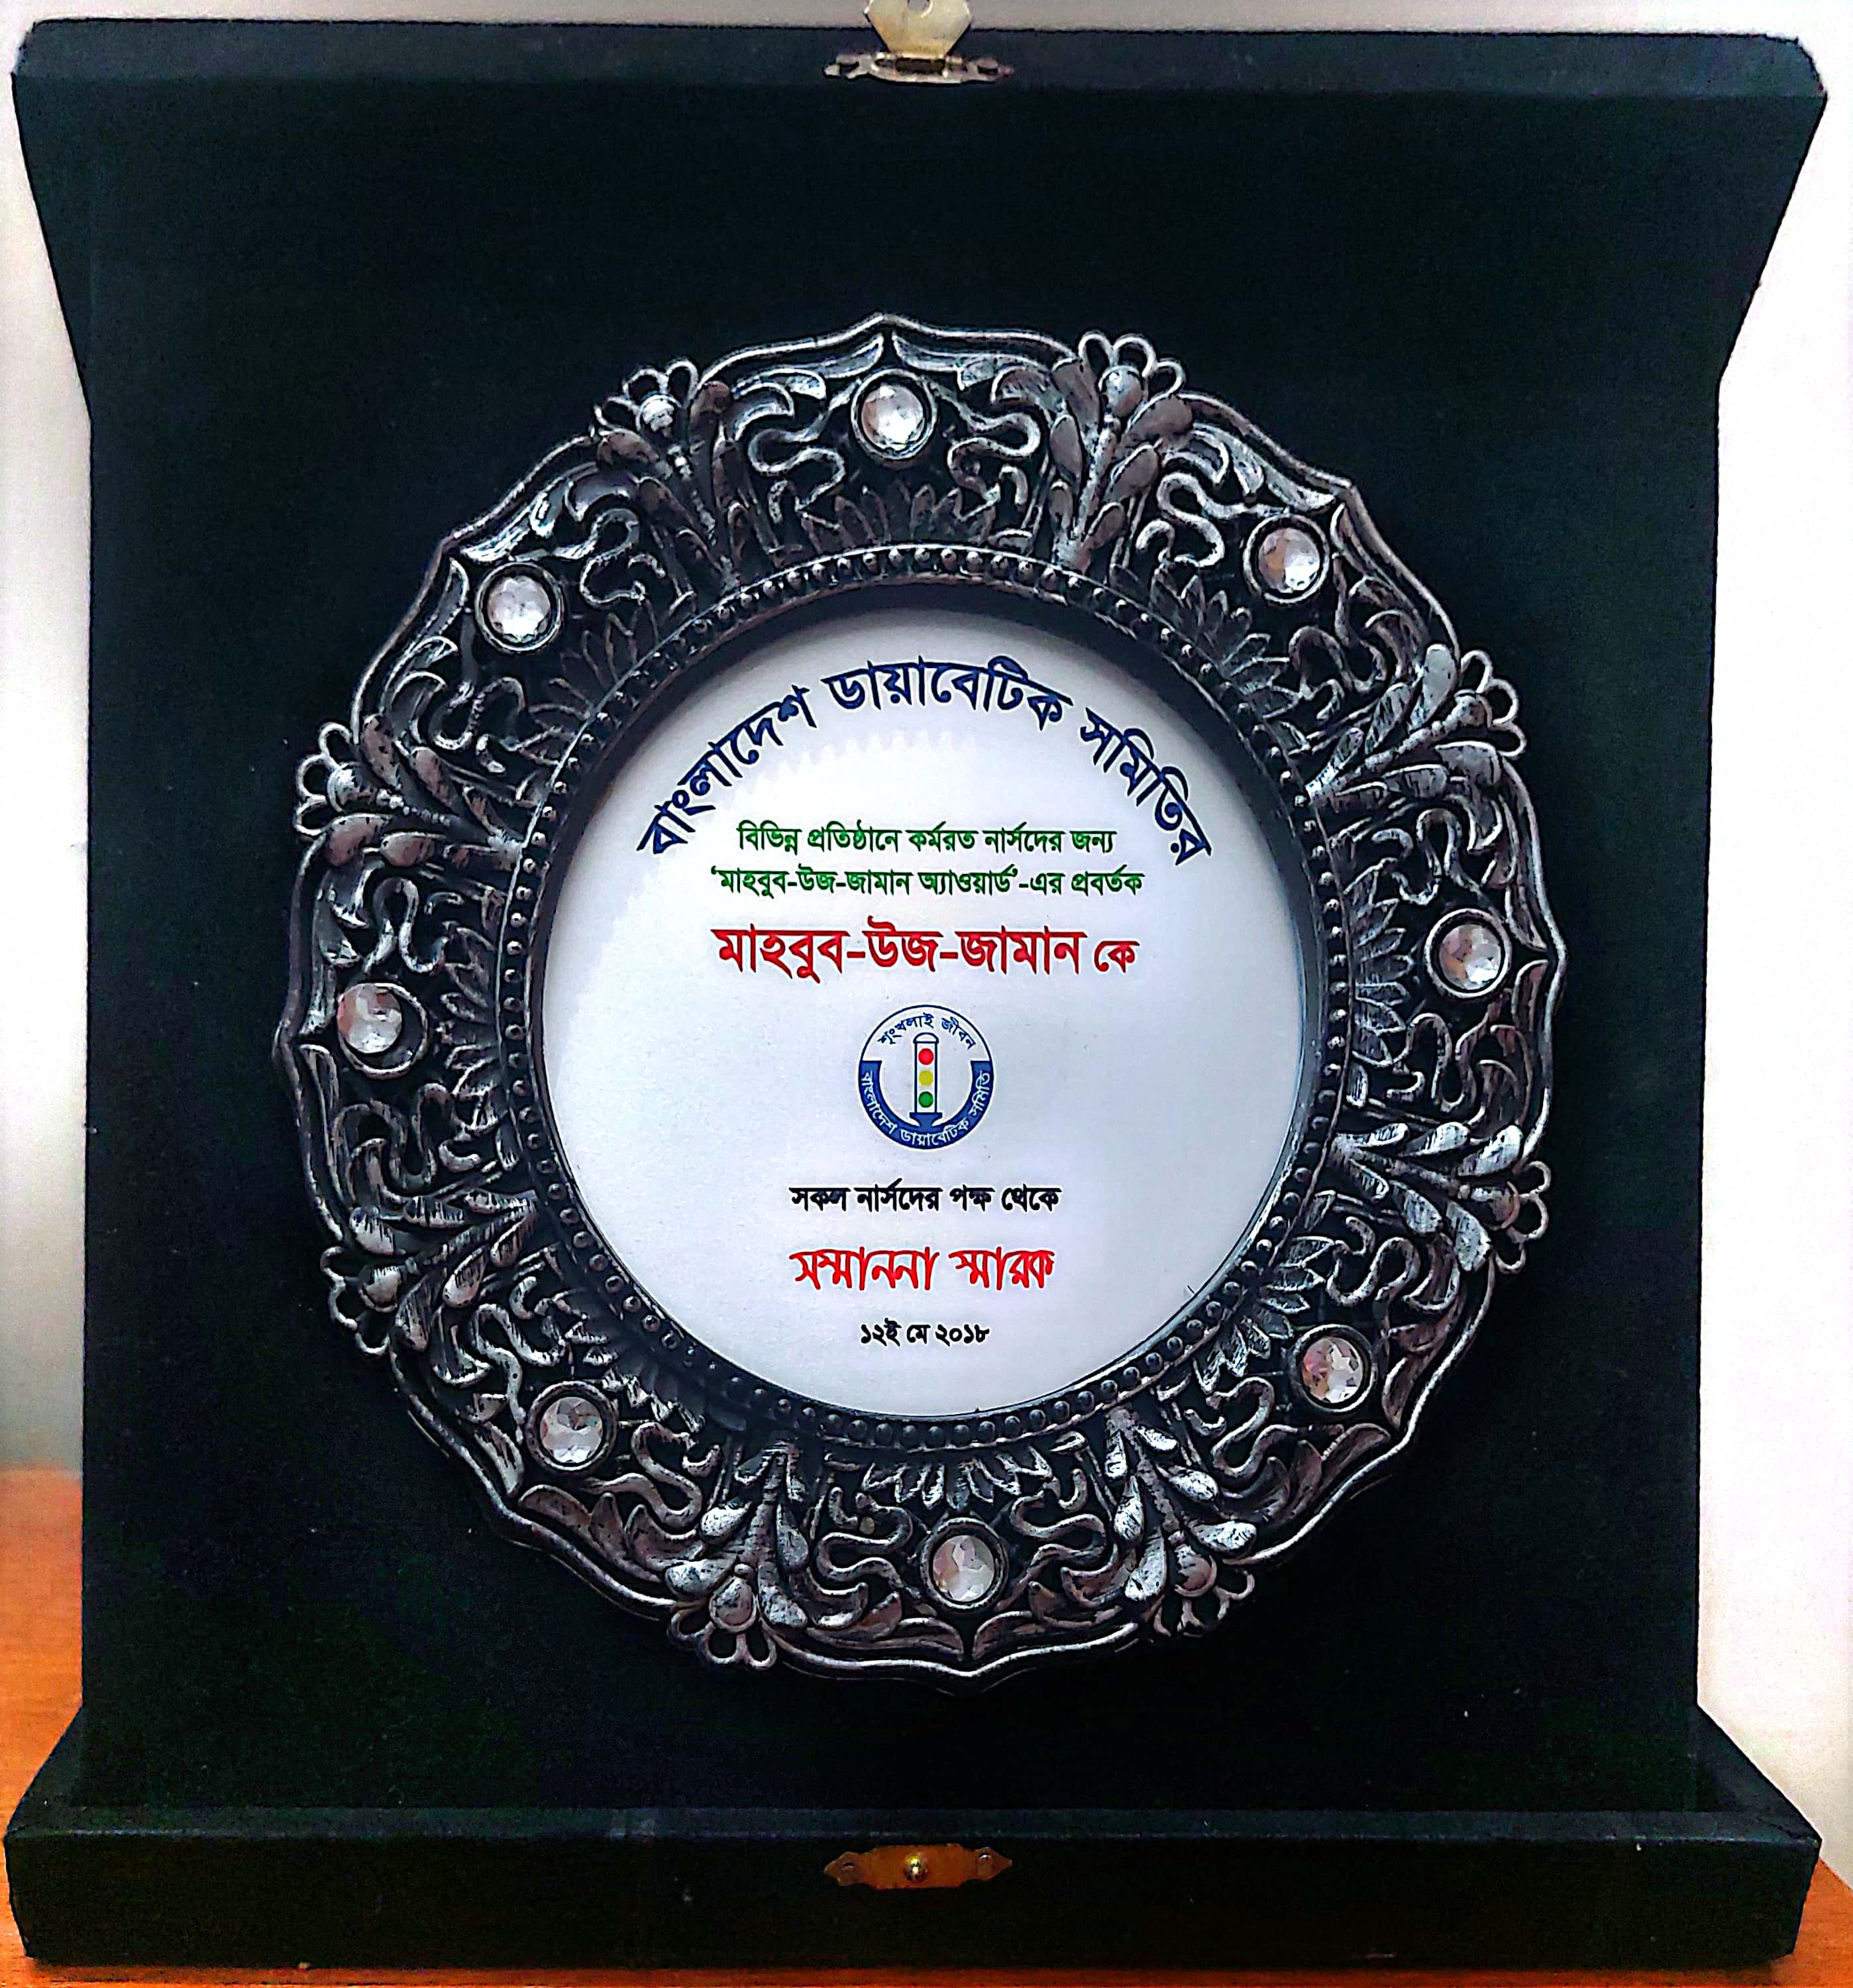 বাংলাদেশ ডায়াবেটিক সমিতির
বিভিন্ন প্রতিষ্ঠানে কর্মরত নার্সদের জন্য
‘মাহবুব-উজ-জামান অ্যাওয়ার্ড’-এর প্রবর্তক
মাহবুব-উজ-জামান কে
শৃংখলাই জীবন
বাংলাদেশ ডায়াবেটিক সমিতি
সকল নার্সদের পক্ষ থেকে
সম্মাননা স্মারক
১২ই মে ২০১৮